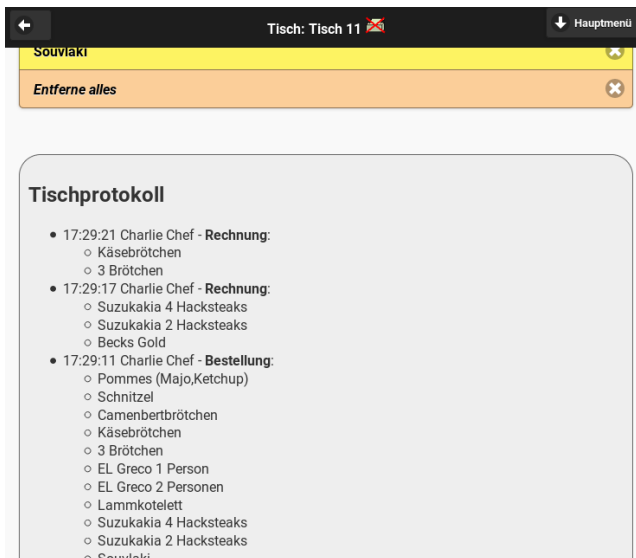 Tisch: Tisch 11
Hauptmenü
Souvlaki
Entferne alles
Tischprotokoll
17:29:21 Charlie Chef - Rechnung:
Käsebrötchen
3 Brötchen
17:29:17 Charlie Chef - Rechnung:
Suzukakia 4 Hacksteaks
Suzukakia 2 Hacksteaks
Becks Gold
17:29:11 Charlie Chef - Bestellung:
Pommes (Majo,Ketchup)
Schnitzel
Camenbertbrötchen
Käsebrötchen
3 Brötchen
EL Greco 1 Person
EL Greco 2 Personen
Lammkotelett
Suzukakia 4 Hacksteaks
Suzukakia 2 Hacksteaks
Souvlaki